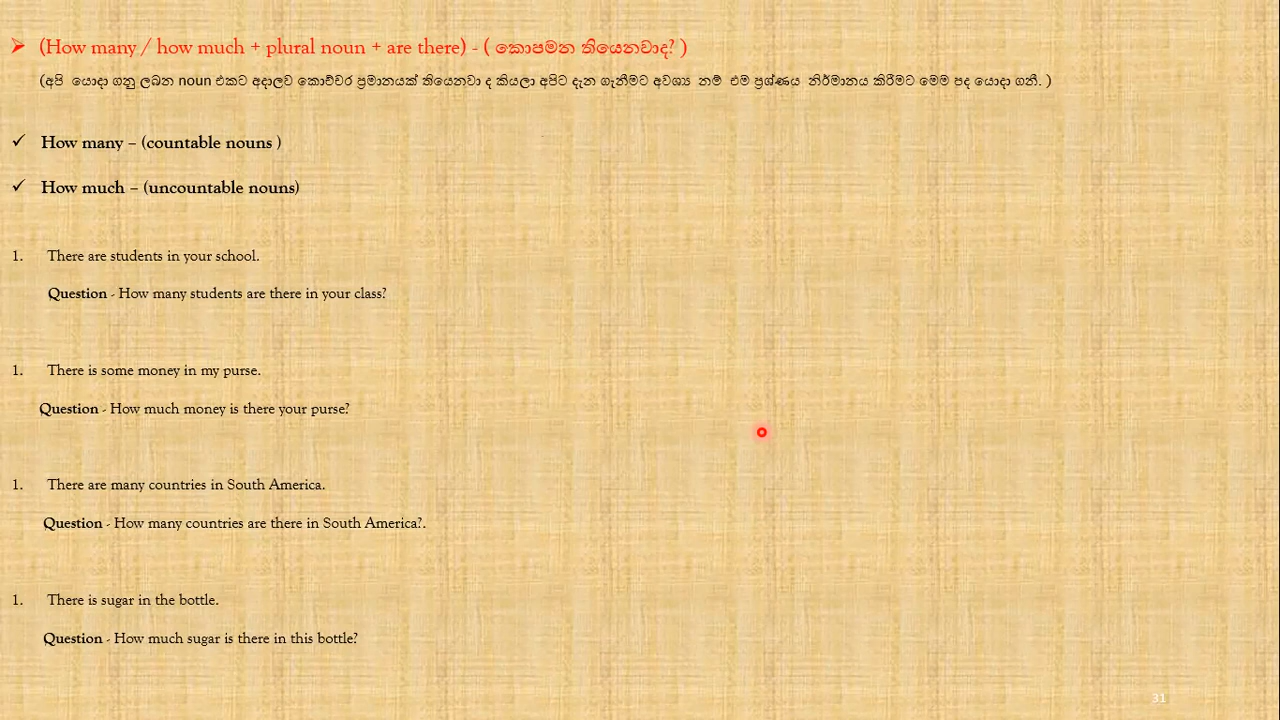 ➢ (How many / how much + plural noun + are there) - ( කොපමන තියෙනවාද? )
(අපි යොදා ගනු ලබන noun එකට අදාලව කොච්වර ප්‍රමානයක් තියෙනවා ද කියලා අපිට දැන ගැනීමට අවශ්‍ය නම් එම ප්‍රශ්ණය නිර්මානය කිරීමට මෙම පද යොදා ගනී. )
✓ How many – (countable nouns )
✓ How much – (uncountable nouns)
1. There are students in your school.
Question - How many students are there in your class?
1. There is some money in my purse.
Question - How much money is there your purse?
1. There are many countries in South America.
Question - How many countries are there in South America?.
1. There is sugar in the bottle.
Question - How much sugar is there in this bottle?
31